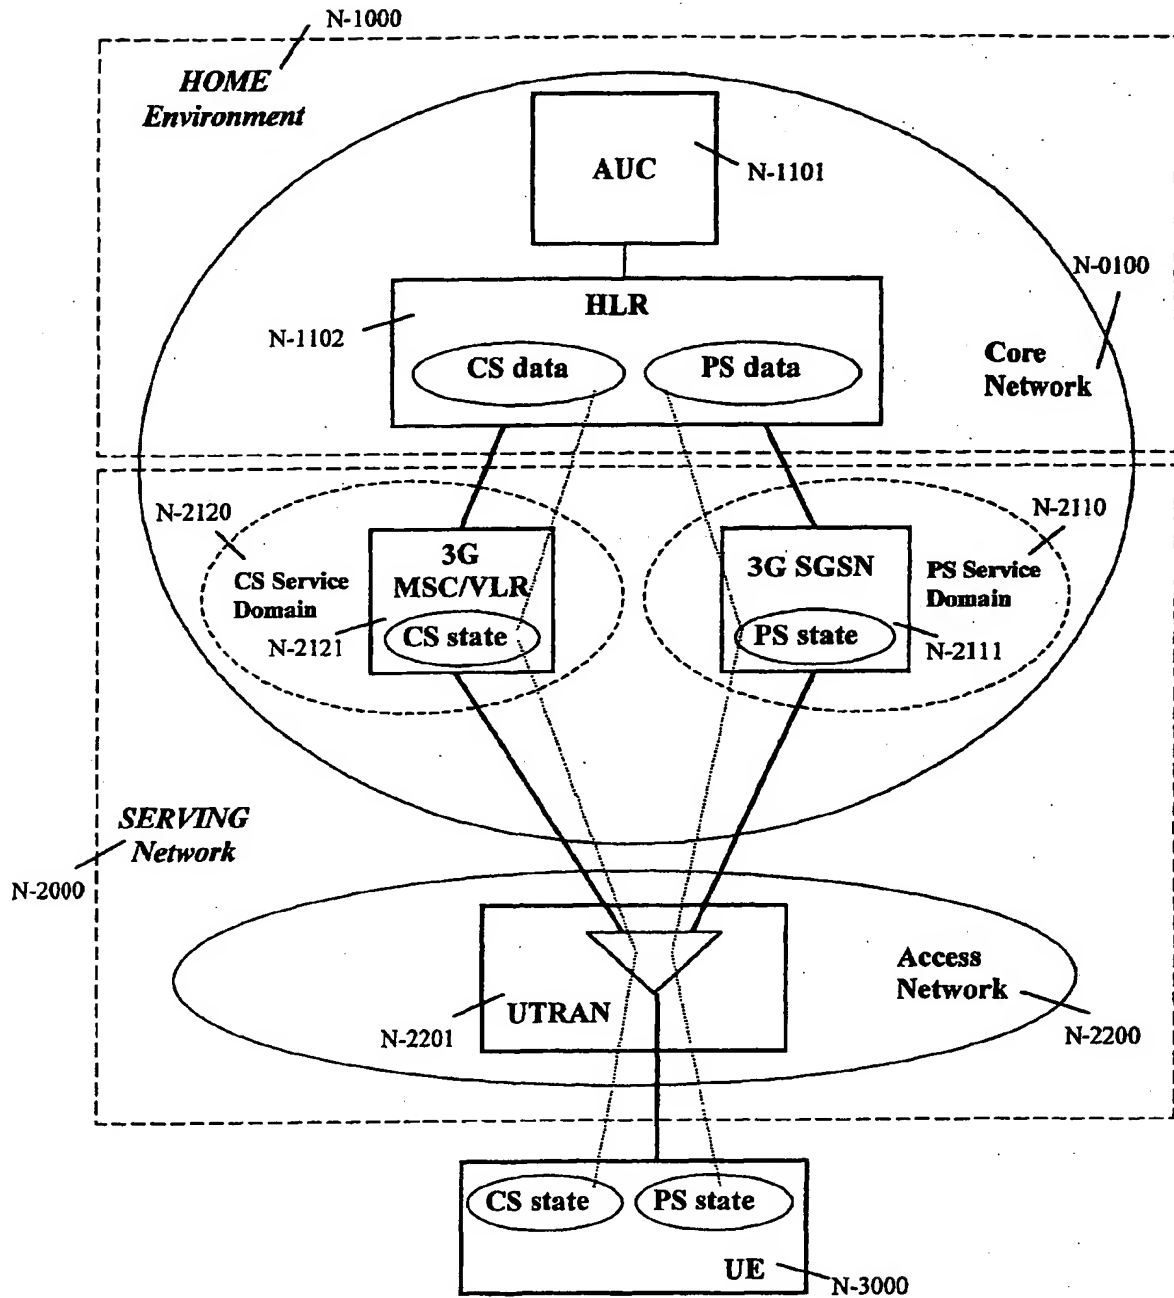 N-1000
HOME
Environment
AUC
N-1101
N-0100
HLR
N-1102
CS data
PS data
Core
Network
N-2120
N-2110
CS Service
Domain
3G
MSC/VLR
3G SGSN
PS Service
Domain
N-2121
CS state
PS state
N-2111
SERVING
Network
N-2000
Access
Network
UTRAN
N-2201
N-2200
CS state
PS state
UE
N-3000